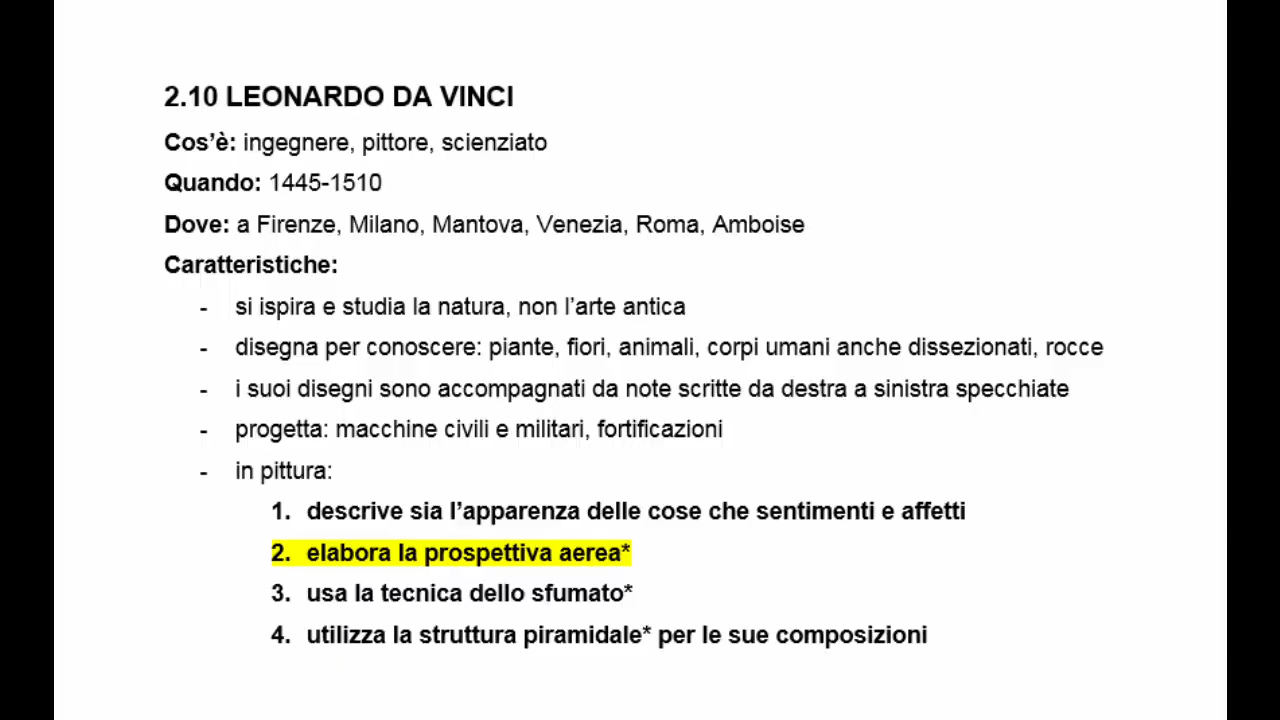 2.10 LEONARDO DA VINCI
Cos’è: ingegnere, pittore, scienziato
Quando: 1445-1510
Dove: a Firenze, Milano, Mantova, Venezia, Roma, Amboise
Caratteristiche:
- si ispira e studia la natura, non l’arte antica
- disegna per conoscere: piante, fiori, animali, corpi umani anche dissezionati, rocce
- i suoi disegni sono accompagnati da note scritte da destra a sinistra specchiate
- progetta: macchine civili e militari, fortificazioni
- in pittura:
1. descrive sia l’apparenza delle cose che sentimenti e affetti
2. elabora la prospettiva aerea*
3. usa la tecnica dello sfumato*
4. utilizza la struttura piramidale* per le sue composizioni